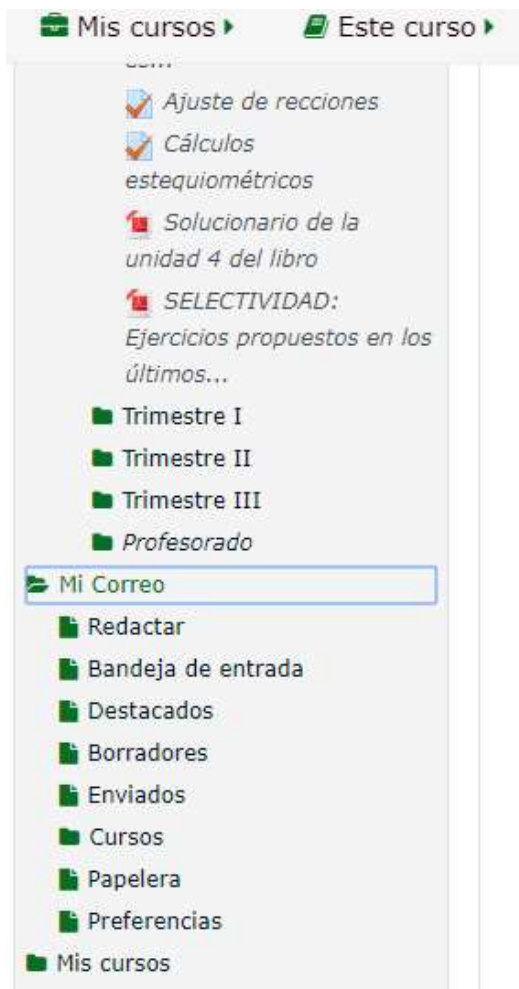 Mis cursos Este curso
Ajuste de recciones
Cálculos
estequiométricos
Solucionario de la
unidad 4 del libro
SELECTIVIDAD:
Ejercicios propuestos en los
últimos...
Trimestre I
Trimestre II
Trimestre III
Profesorado
Mi Correo
Redactar
Bandeja de entrada
Destacados
Borradores
Enviados
Cursos
Papelera
Preferencias
Mis cursos